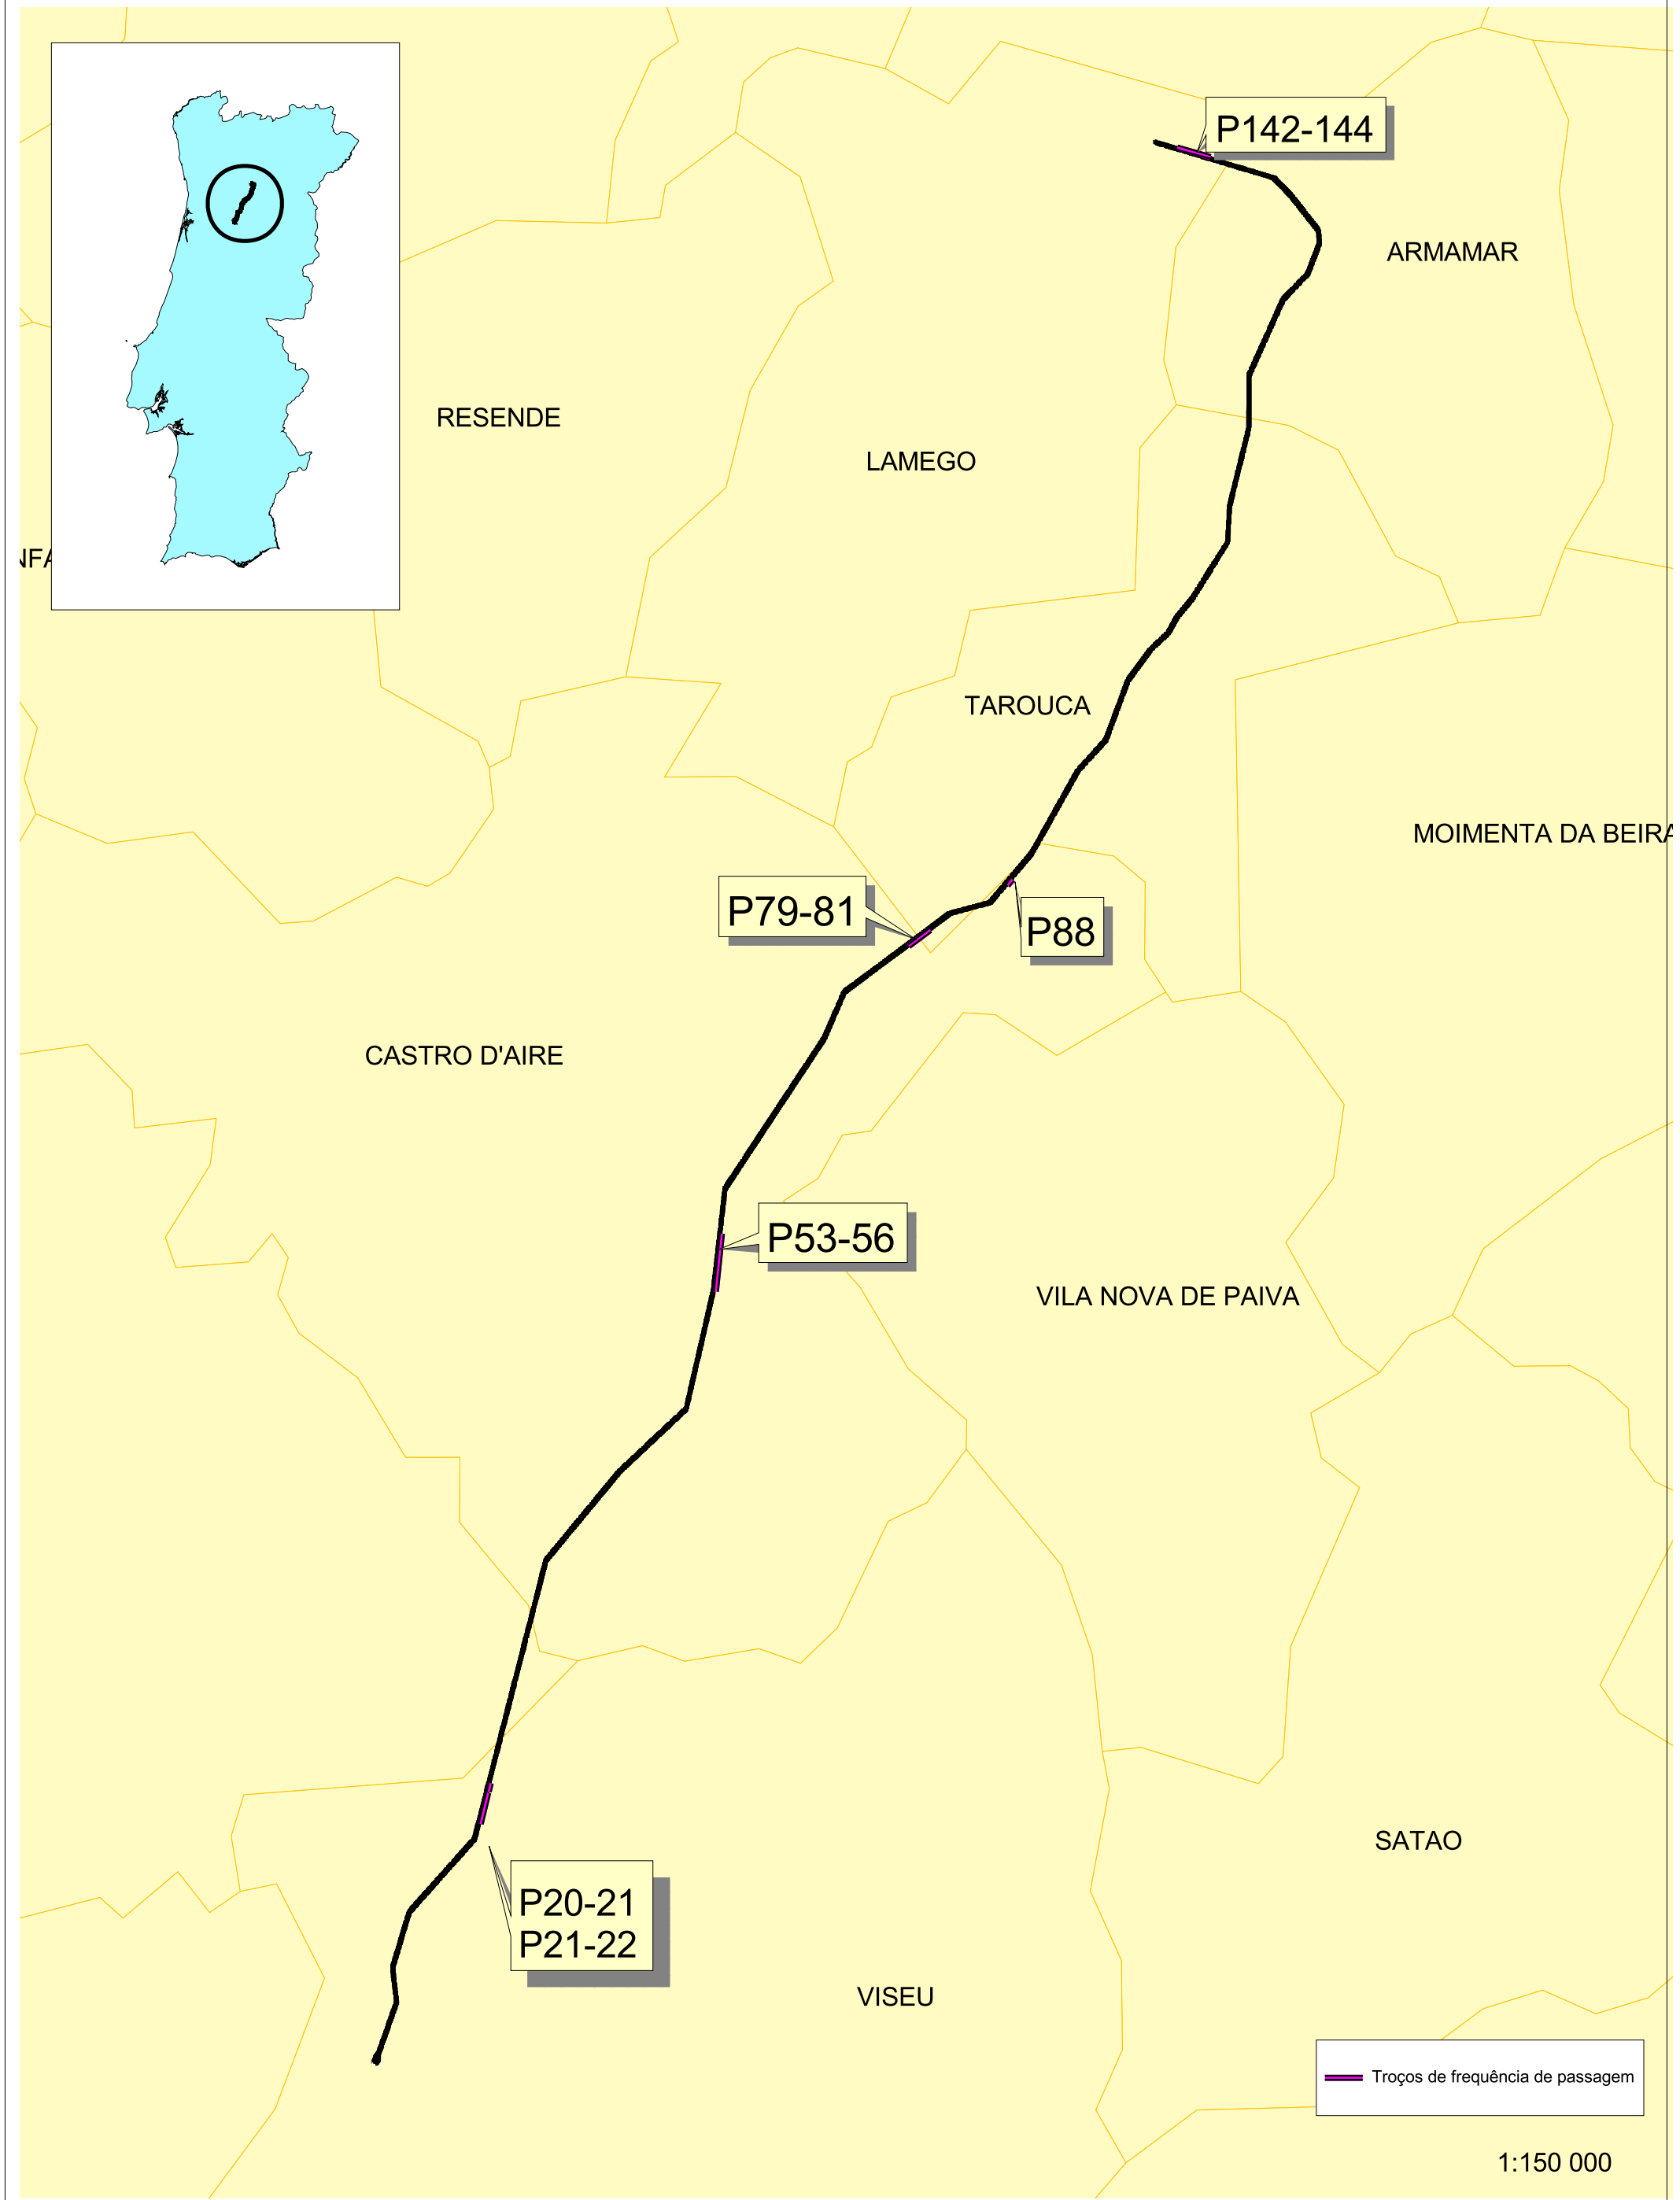 P142-144
ARMAMAR
RESENDE
LAMEGO
NFA
TAROUCA
MOIMENTA DA BEIRA
P79-81
P88
CASTRO D'AIRE
P53-56
VILA NOVA DE PAIVA
SATAO
P20-21
P21-22
VISEU
Troços de frequência de passagem
1:150 000